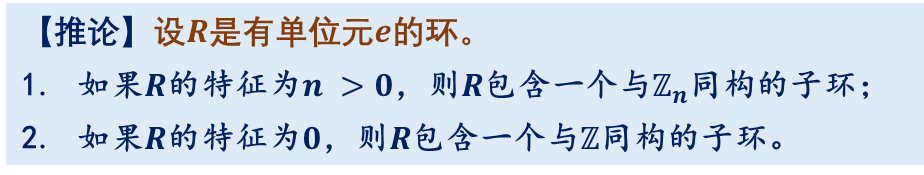 【推论】设R是有单位元e的环。
1. 如果R的特征为n > 0，则R包含一个与ℤₙ同构的子环；
2. 如果R的特征为0，则R包含一个与ℤ同构的子环。